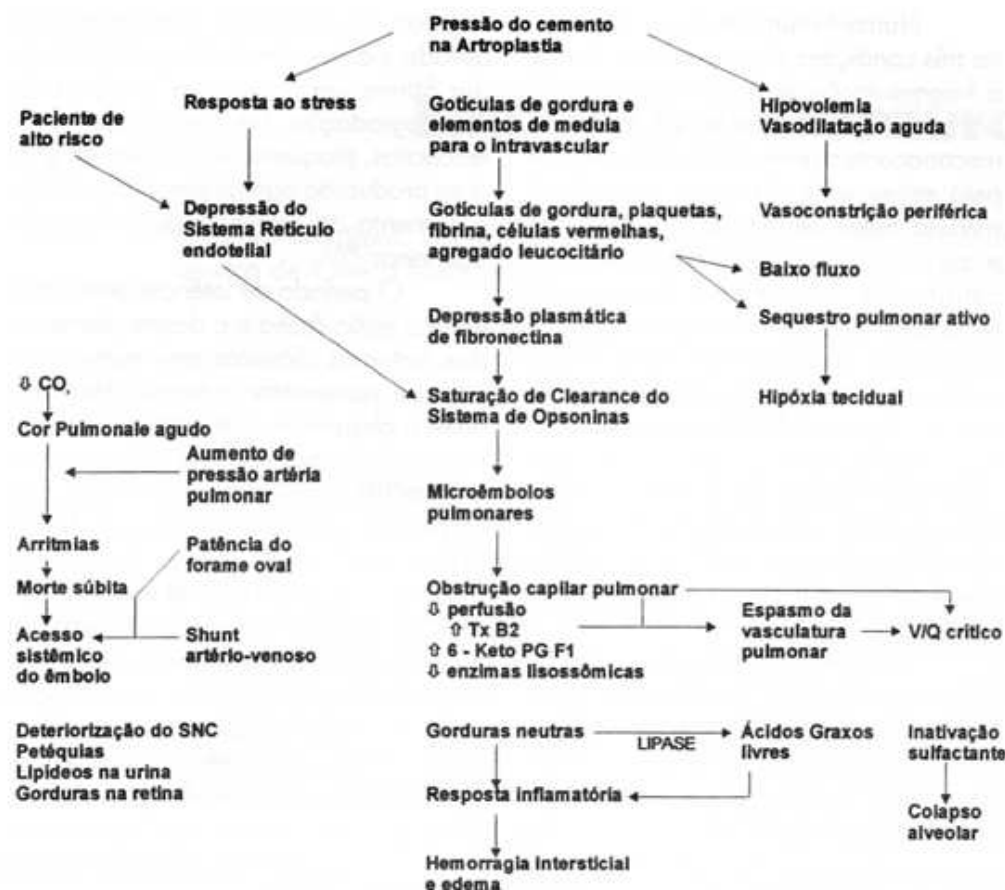 Pressão do cemento
na Artroplastia
Resposta ao stress
Paciente de
alto risco
Gotículas de gordura e
elementos de medula
para o intravascular
Hipovolemia
Vasodilatação aguda
Depressão do
Sistema Retículo
endotelial
Gotículas de gordura, plaquetas,
fibrina, células vermelhas,
agregado leucocitário
Vasoconstrição periférica
Baixo fluxo
Sequestro pulmonar ativo
Depressão plasmática
de fibronectina
Hipóxia tecidual
Saturação de Clearance do
Sistema de Opsoninas
⇩ CO,
Cor Pulmonale agudo
Aumento de
pressão artéria
pulmonar
Microêmbolos
pulmonares
Arritmias
Patência do
forame oval
Morte súbita
Acesso
sistêmico
do êmbolo
Shunt
artério-venoso
Obstrução capilar pulmonar
⇩ perfusão
⇧ Tx B2
⇧ 6 - Keto PG F1
⇩ enzimas lisossômicas
Espasmo da
vasculatura
pulmonar
V/Q crítico
Deteriorização do SNC
Petéquias
Lipídeos na urina
Gorduras na retina
Gorduras neutras
LIPASE
Ácidos Graxos
livres
Inativação
sulfactante
Resposta inflamatória
Colapso
alveolar
Hemorragia Intersticial
e edema